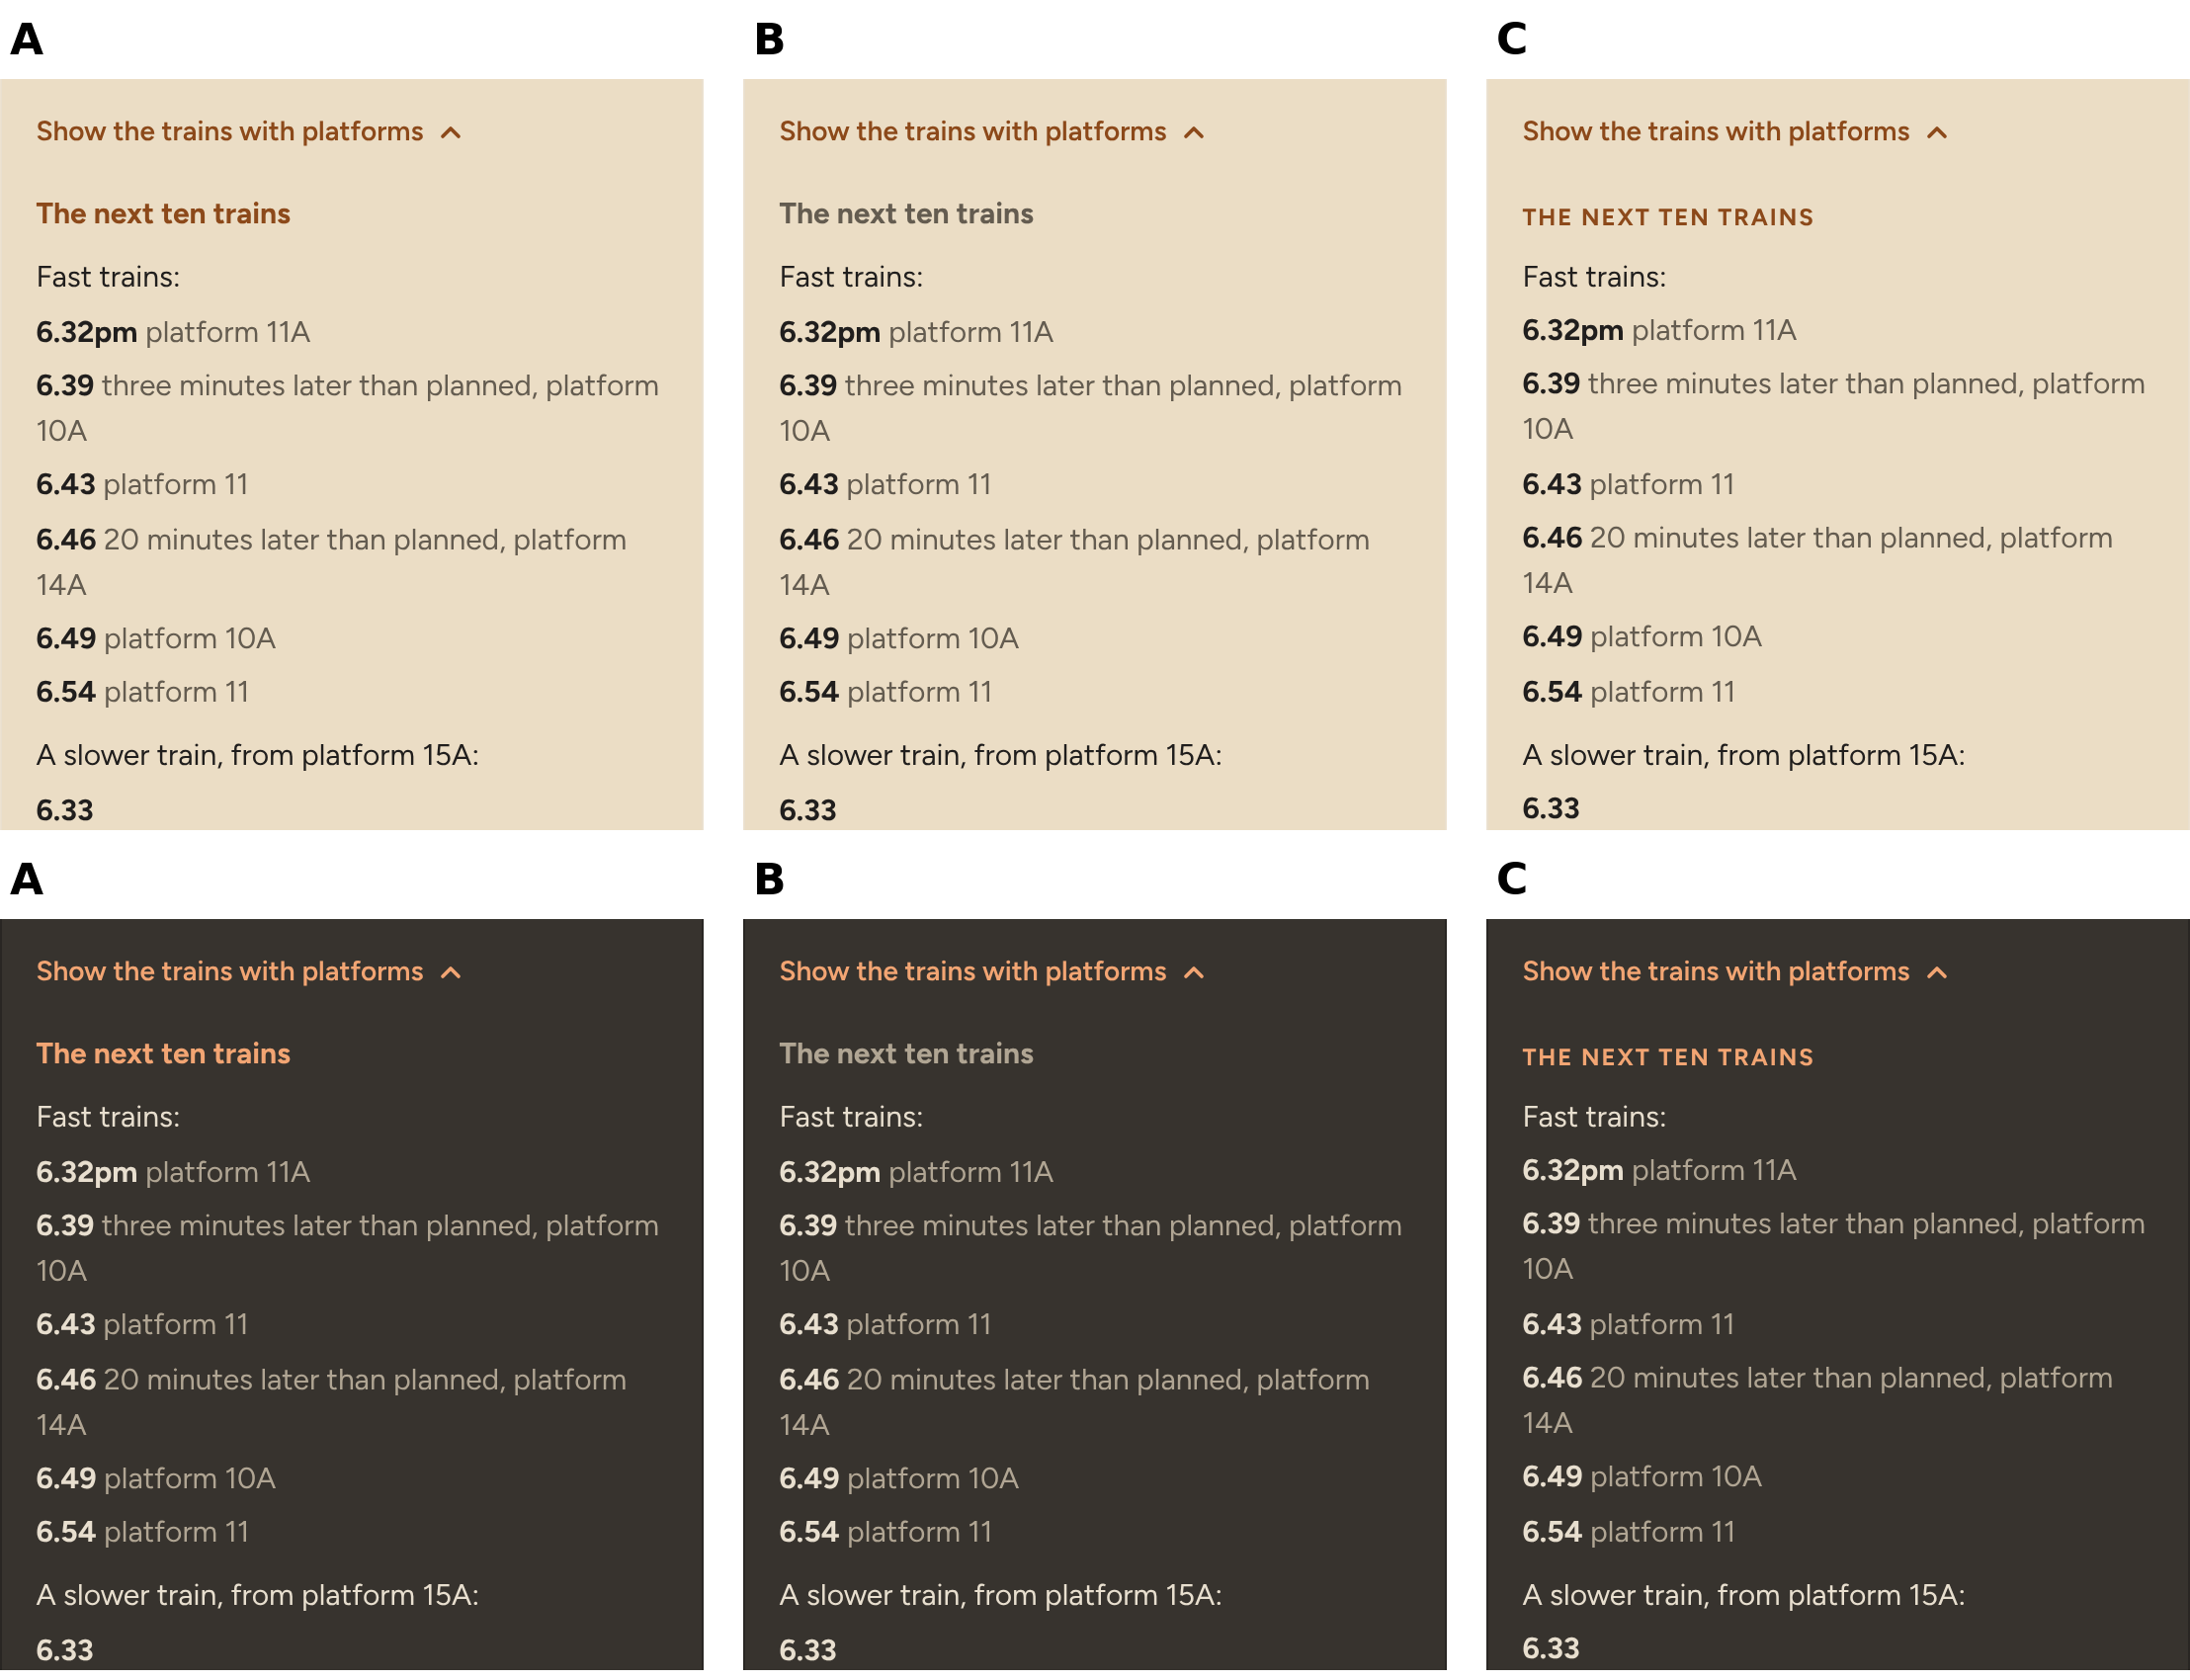 A
Show the trains with platforms
The next ten trains
Fast trains:
6.32pm platform 11A
6.39 three minutes later than planned, platform
10A
6.43 platform 11
6.46 20 minutes later than planned, platform
14A
6.49 platform 10A
6.54 platform 11
A slower train, from platform 15A:
6.33
B
Show the trains with platforms
The next ten trains
Fast trains:
6.32pm platform 11A
6.39 three minutes later than planned, platform
10A
6.43 platform 11
6.46 20 minutes later than planned, platform
14A
6.49 platform 10A
6.54 platform 11
A slower train, from platform 15A:
6.33
C
Show the trains with platforms
THE NEXT TEN TRAINS
Fast trains:
6.32pm platform 11A
6.39 three minutes later than planned, platform
10A
6.43 platform 11
6.46 20 minutes later than planned, platform
14A
6.49 platform 10A
6.54 platform 11
A slower train, from platform 15A:
6.33
A
Show the trains with platforms
The next ten trains
Fast trains:
6.32pm platform 11A
6.39 three minutes later than planned, platform
10A
6.43 platform 11
6.46 20 minutes later than planned, platform
14A
6.49 platform 10A
6.54 platform 11
A slower train, from platform 15A:
6.33
B
Show the trains with platforms
The next ten trains
Fast trains:
6.32pm platform 11A
6.39 three minutes later than planned, platform
10A
6.43 platform 11
6.46 20 minutes later than planned, platform
14A
6.49 platform 10A
6.54 platform 11
A slower train, from platform 15A:
6.33
C
Show the trains with platforms
THE NEXT TEN TRAINS
Fast trains:
6.32pm platform 11A
6.39 three minutes later than planned, platform
10A
6.43 platform 11
6.46 20 minutes later than planned, platform
14A
6.49 platform 10A
6.54 platform 11
A slower train, from platform 15A:
6.33